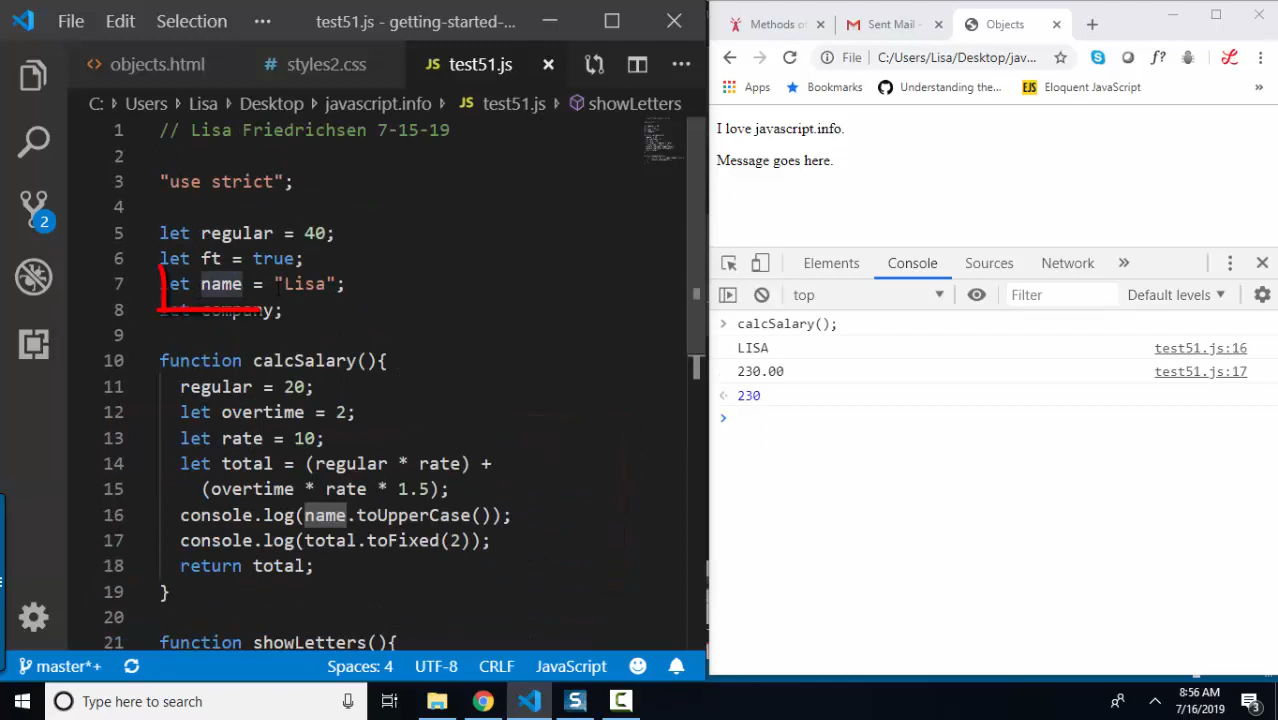 File Edit Selection ··· test51.js - getting-started-...
objects.html # styles2.css JS test51.js
C: > Users > Lisa > Desktop > javascript.info > JS test51.js > showLetters
1 // Lisa Friedrichsen 7-15-19
2
3 "use strict";
4
5 let regular = 40;
6 let ft = true;
7 let name = "Lisa";
8 let company;
9
10 function calcSalary(){
11 regular = 20;
12 let overtime = 2;
13 let rate = 10;
14 let total = (regular * rate) +
15 (overtime * rate * 1.5);
16 console.log(name.toUpperCase());
17 console.log(total.toFixed(2));
18 return total;
19 }
20
21 function showLetters(){
2
master*+ Spaces: 4 UTF-8 CRLF JavaScript
Methods of Sent Mail - Objects
File C:/Users/Lisa/Desktop/jav... f?
Apps Bookmarks Understanding the... EJS Eloquent JavaScript »
I love javascript.info.
Message goes here.
Elements Console Sources Network »
top Filter Default levels
> calcSalary();
LISA test51.js:16
230.00 test51.js:17
230
>
Type here to search
8:56 AM
7/16/2019
3